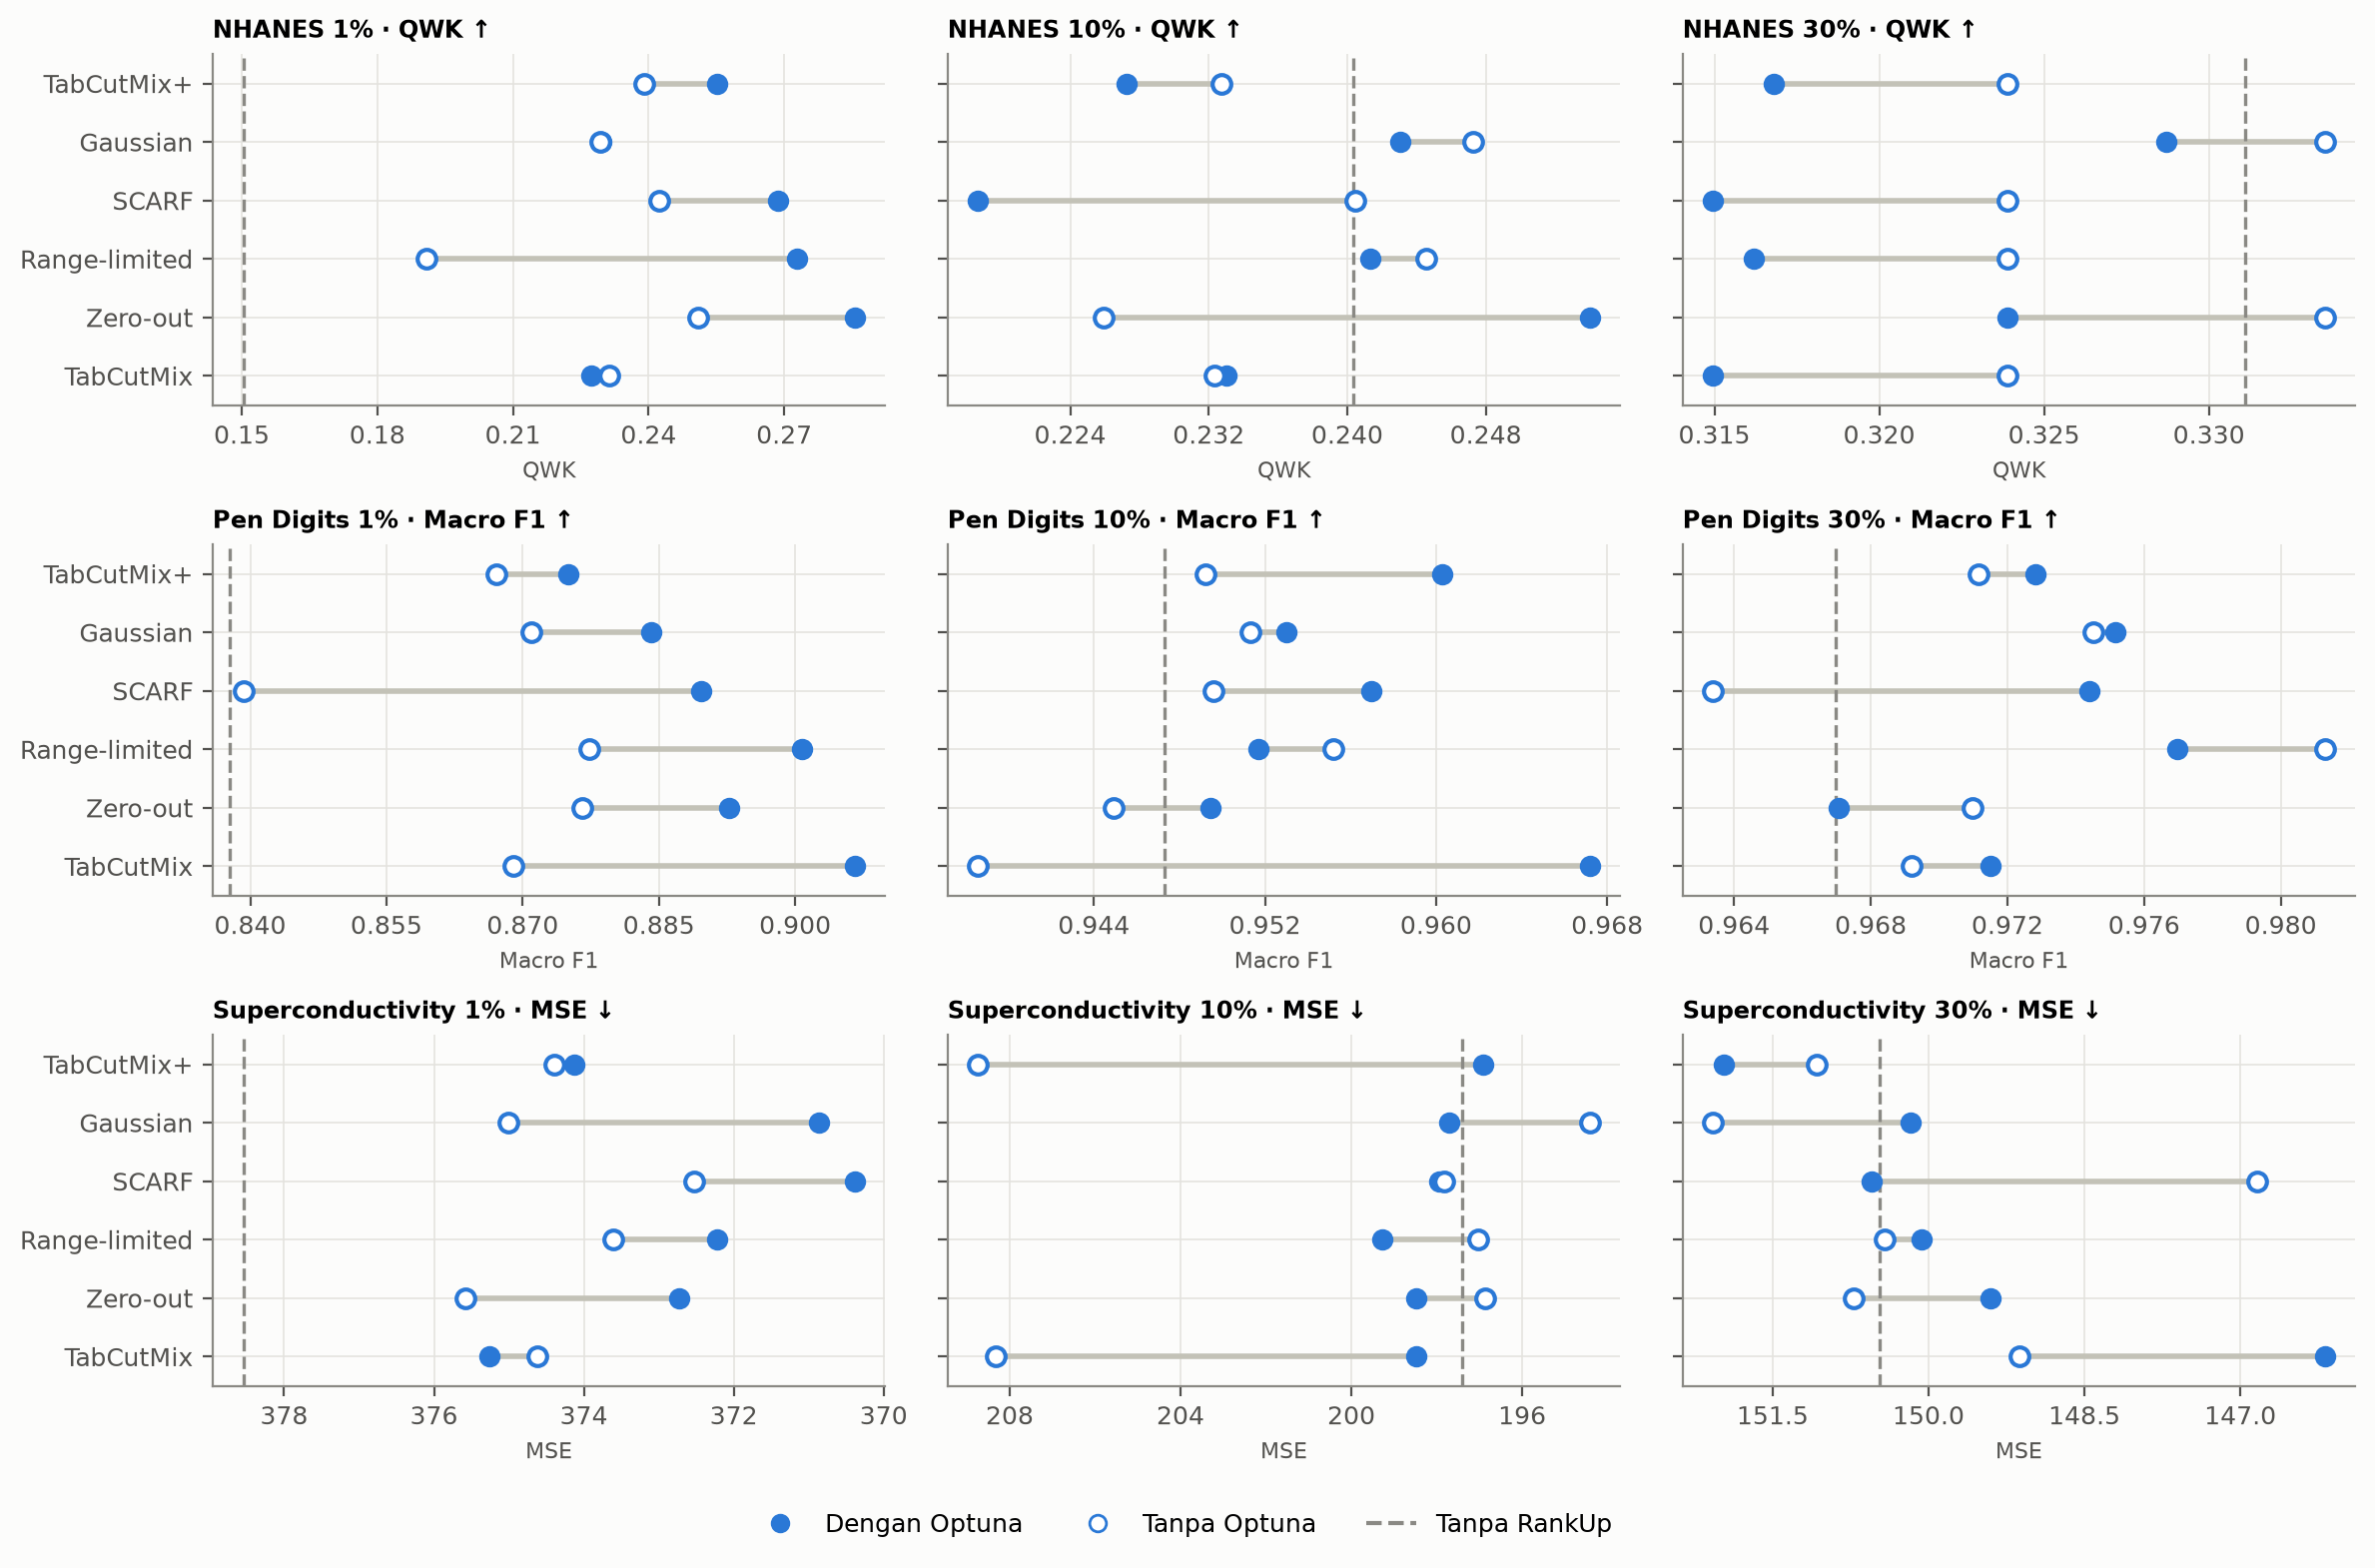 NHANES 1% · QWK ↑
TabCutMix+
Gaussian
SCARF
Range-limited
Zero-out
TabCutMix
0.15 0.18 0.21 0.24 0.27
QWK
NHANES 10% · QWK ↑
0.224 0.232 0.240 0.248
QWK
NHANES 30% · QWK ↑
0.315 0.320 0.325 0.330
QWK
Pen Digits 1% · Macro F1 ↑
TabCutMix+
Gaussian
SCARF
Range-limited
Zero-out
TabCutMix
0.840 0.855 0.870 0.885 0.900
Macro F1
Pen Digits 10% · Macro F1 ↑
0.944 0.952 0.960 0.968
Macro F1
Pen Digits 30% · Macro F1 ↑
0.964 0.968 0.972 0.976 0.980
Macro F1
Superconductivity 1% · MSE ↓
TabCutMix+
Gaussian
SCARF
Range-limited
Zero-out
TabCutMix
378 376 374 372 370
MSE
Superconductivity 10% · MSE ↓
208 204 200 196
MSE
Superconductivity 30% · MSE ↓
151.5 150.0 148.5 147.0
MSE
Dengan Optuna Tanpa Optuna Tanpa RankUp